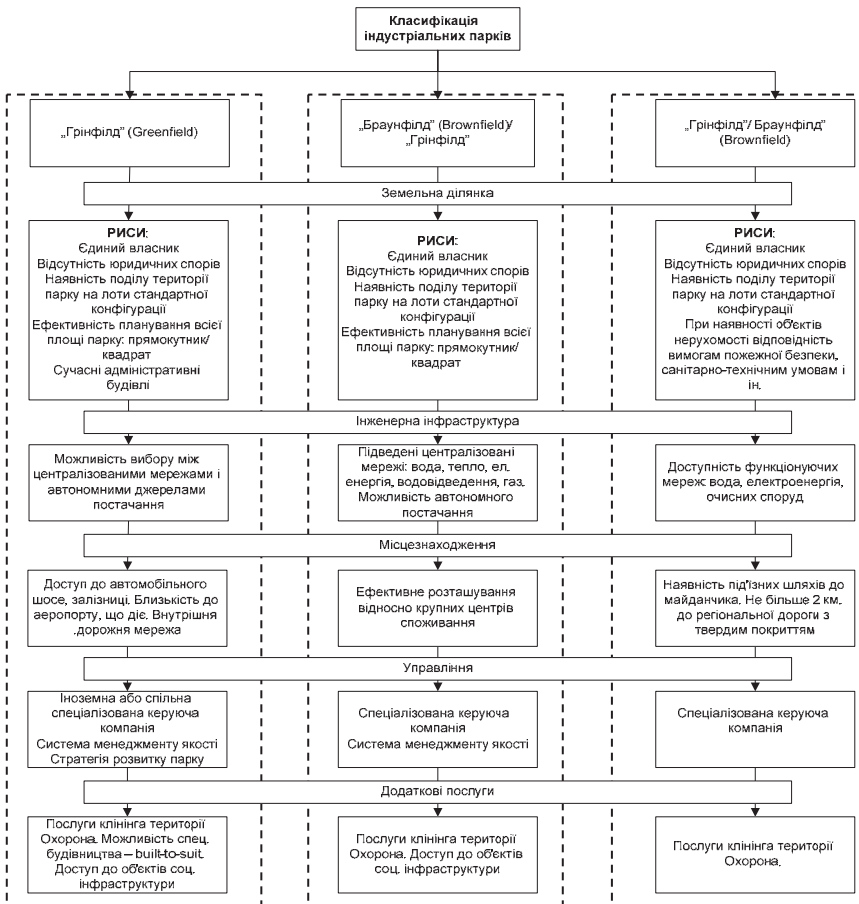 Класифікація
індустріальних парків
„Грінфілд” (Greenfield)
„Браунфілд” (Brownfield)/
„Грінфілд”
„Грінфілд”/ Браунфілд”
(Brownfield)
Земельна ділянка
РИСИ:
Єдиний власник
Відсутність юридичних спорів
Наявність поділу території
парку на лоти стандартної
конфігурації
Ефективність планування всієї
площі парку: прямокутник/
квадрат
Сучасні адміністративні
будівлі
РИСИ:
Єдиний власник
Відсутність юридичних спорів
Наявність поділу території
парку на лоти стандартної
конфігурації
Ефективність планування всієї
площі парку: прямокутник/
квадрат
РИСИ:
Єдиний власник
Відсутність юридичних спорів
Наявність поділу території
парку на лоти стандартної
конфігурації
При наявності об'єктів
нерухомості відповідність
вимогам пожежної безпеки,
санітарно-технічним умовам і
ін.
Інженерна інфраструктура
Можливість вибору між
централізованими мережами і
автономними джерелами
постачання
Підведені централізовані
мережі: вода, тепло, ел.
енергія, водовідведення, газ.
Можливість автономного
постачання
Доступність функціонуючих
мереж: вода, електроенергія,
очисних споруд
Місцезнаходження
Доступ до автомобільного
шосе, залізниці. Близькість до
аеропорту, що діє. Внутрішня
.дорожня мережа
Ефективне розташування
відносно крупних центрів
споживання
Наявність під'їзних шляхів до
майданчика. Не більше 2 км.
до регіональної дороги з
твердим покриттям
Управління
Іноземна або спільна
спеціалізована керуюча
компанія
Система менеджменту якості
Стратегія розвитку парку
Спеціалізована керуюча
компанія
Система менеджменту якості
Спеціалізована керуюча
компанія
Додаткові послуги
Послуги клінінга території
Охорона. Можливість спец.
будівництва – built-to-suit.
Доступ до об'єктів соц.
інфраструктури
Послуги клінінга території
Охорона. Доступ до об'єктів
соц. інфраструктури
Послуги клінінга території
Охорона.